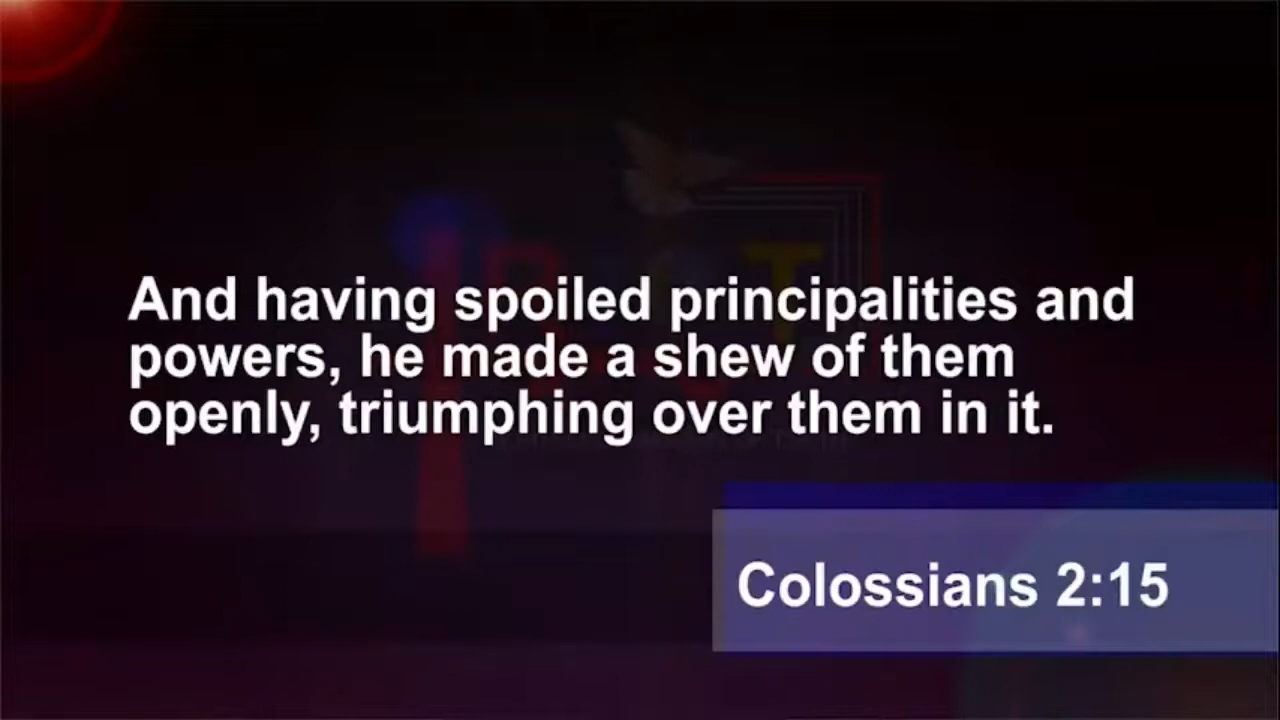 And having spoiled principalities and
powers, he made a shew of them
openly, triumphing over them in it.
Colossians 2:15